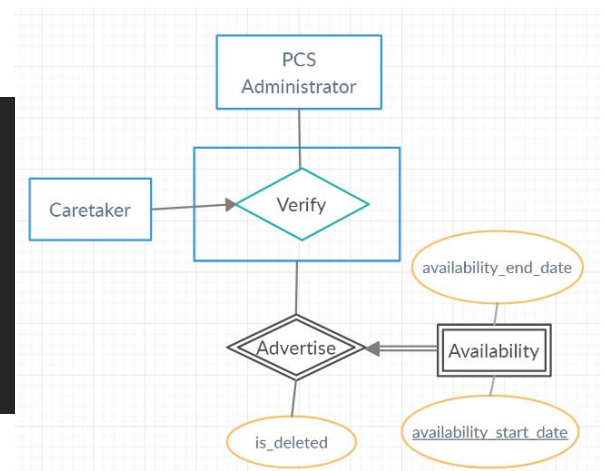 PCS
Administrator
Caretaker
Verify
availability_end_date
Advertise
Availability
is_deleted
availability_start_date